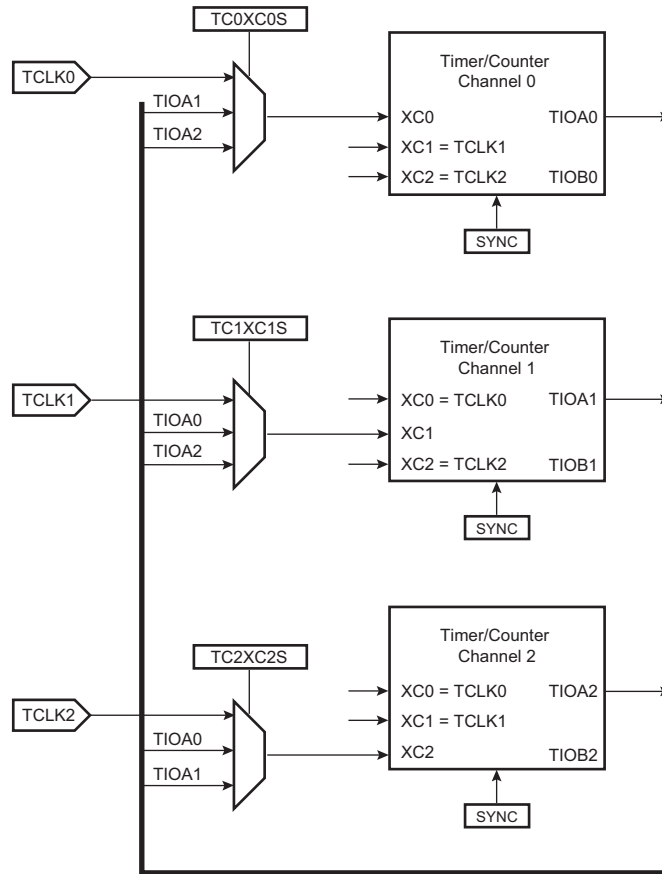 TC0XC0S
TCLK0
TIOA1
TIOA2
Timer/Counter
Channel 0
XC0
TIOA0
XC1 = TCLK1
XC2 = TCLK2
TIOB0
SYNC
TC1XC1S
TCLK1
TIOA0
TIOA2
Timer/Counter
Channel 1
XC0 = TCLK0
TIOA1
XC1
XC2 = TCLK2
TIOB1
SYNC
TC2XC2S
TCLK2
TIOA0
TIOA1
Timer/Counter
Channel 2
XC0 = TCLK0
TIOA2
XC1 = TCLK1
XC2
TIOB2
SYNC